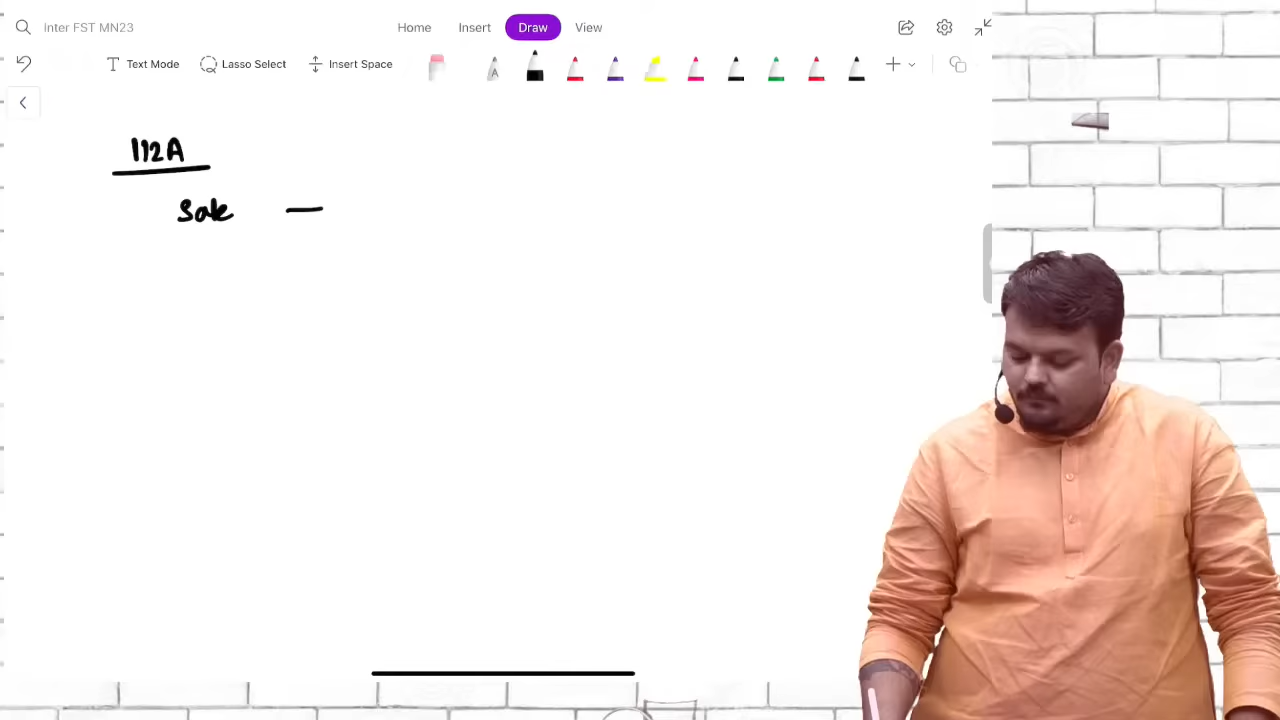 Inter FST MN23
Home Insert Draw View
Text Mode Lasso Select Insert Space
112A
Sale —